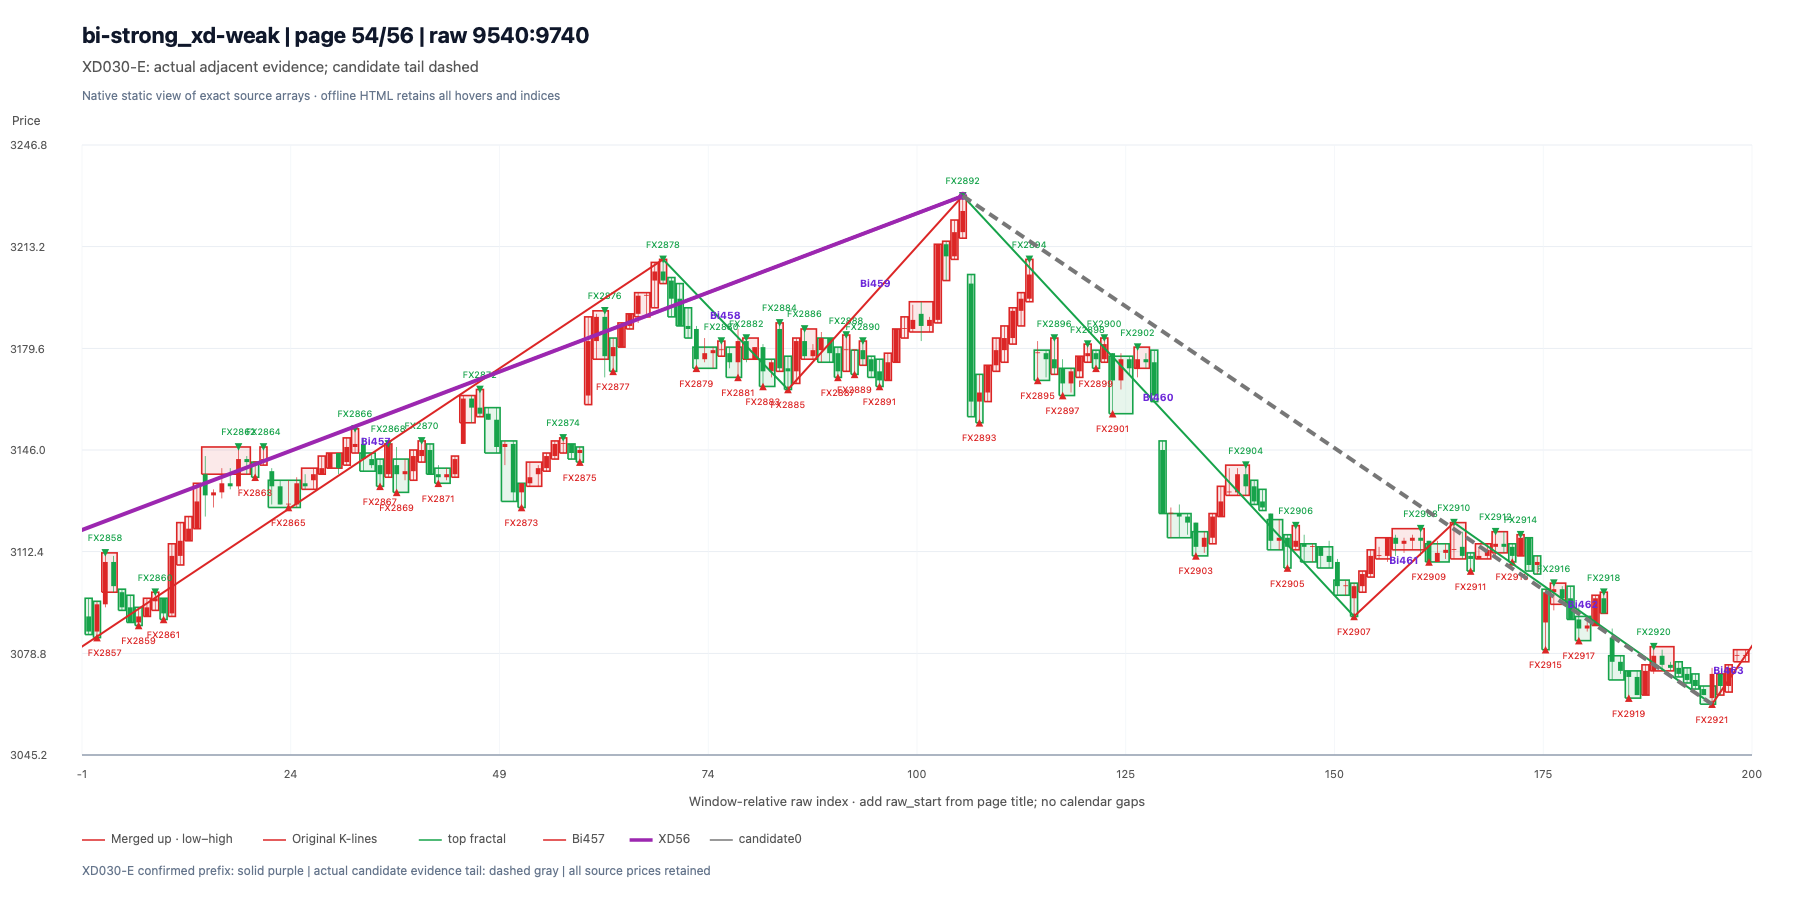 bi-strong_xd-weak | page 54/56 | raw 9540:9740
XD030-E: actual adjacent evidence; candidate tail dashed
Native static view of exact source arrays · offline HTML retains all hovers and indices
Price
3246.8
FX2892
3213.2
FX2878
FX2894
Bi459
FX2876
FX2884
FX2886
Bi458
FX2882
FX2890
FX2896
FX2900
FX2902
3179.6
FX2877
FX2879
FX2881
FX2885
FX2889
FX2891
FX2895
FX2897
FX2899
FX2901
Bi460
FX2893
FX2866
FX2868
FX2870
FX2874
Bi457
FX2864
3146.0
FX2904
FX2863
FX2865
FX2867
FX2869
FX2871
FX2873
FX2875
FX2906
FX2910
FX2914
FX2858
3112.4
FX2903
FX2905
Bi461
FX2909
FX2911
FX2916
FX2918
FX2857
FX2859
FX2861
FX2907
FX2920
3078.8
FX2915
FX2917
Bi463
FX2919
FX2921
3045.2
-1 24 49 74 100 125 150 175 200
Window-relative raw index · add raw_start from page title; no calendar gaps
Merged up · low–high Original K-lines top fractal Bi457 XD56 candidate0
XD030-E confirmed prefix: solid purple | actual candidate evidence tail: dashed gray | all source prices retained